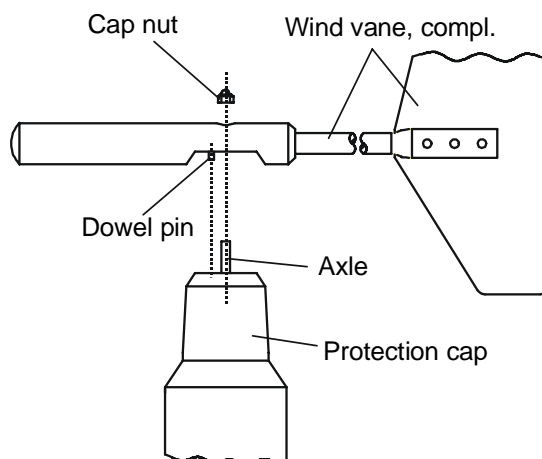 Cap nut
Wind vane, compl.
Dowel pin
Axle
Protection cap